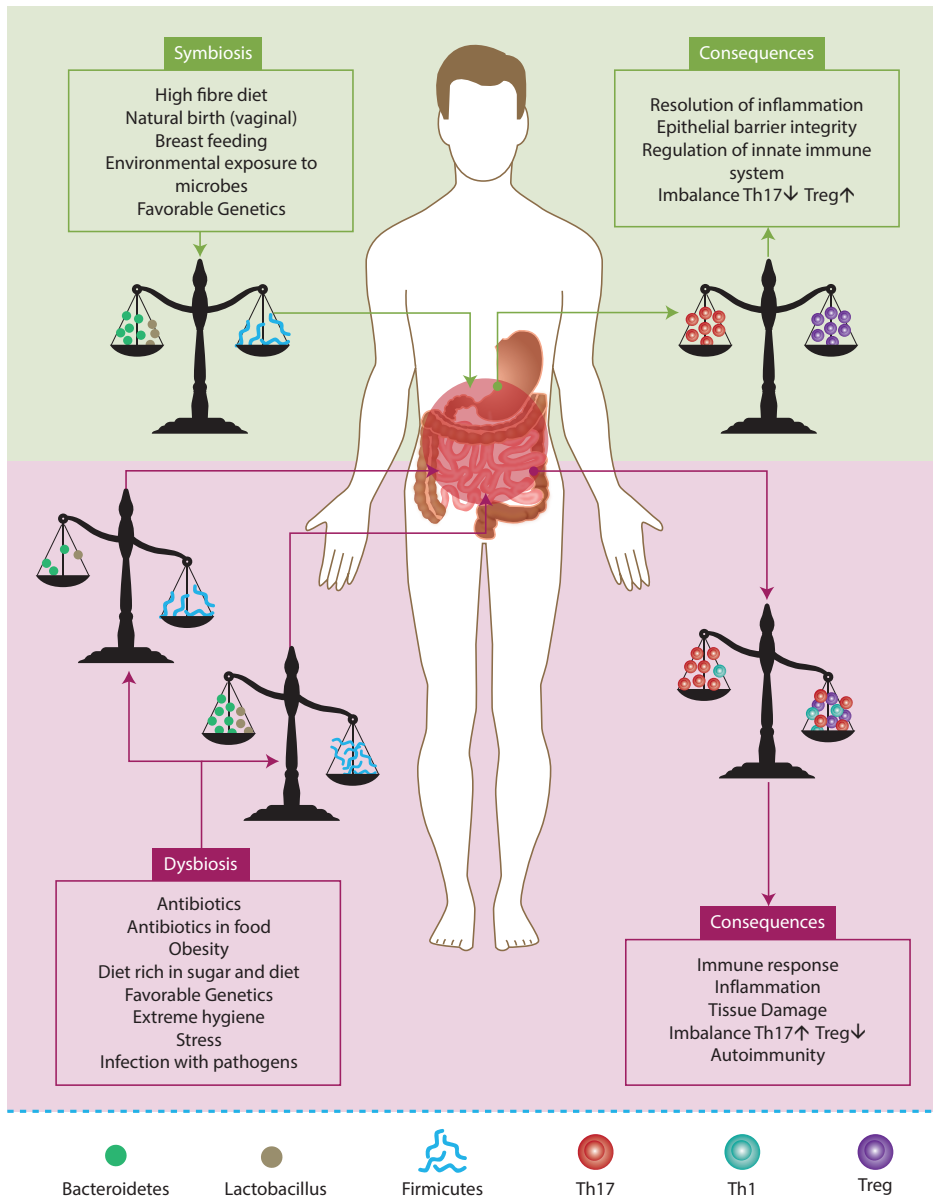 Symbiosis
High fibre diet
Natural birth (vaginal)
Breast feeding
Environmental exposure to
microbes
Favorable Genetics
Consequences
Resolution of inflammation
Epithelial barrier integrity
Regulation of innate immune
system
Imbalance Th17↓ Treg↑
Dysbiosis
Antibiotics
Antibiotics in food
Obesity
Diet rich in sugar and diet
Favorable Genetics
Extreme hygiene
Stress
Infection with pathogens
Consequences
Immune response
Inflammation
Tissue Damage
Imbalance Th17↑ Treg↓
Autoimmunity
Bacteroidetes
Lactobacillus
Firmicutes
Th17
Th1
Treg